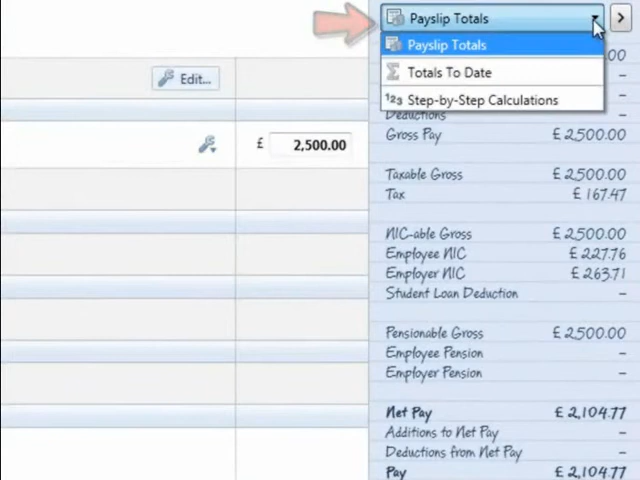 Payslip Totals
>
Payslip Totals
.00
Σ Totals To Date
–
123 Step-by-Step Calculations
–
Deductions –
Gross Pay £ 2,500.00
Edit...
£ 2,500.00
Taxable Gross £ 2,500.00
Tax £ 167.47
NIC-able Gross £ 2,500.00
Employee NIC £ 227.76
Employer NIC £ 263.71
Student Loan Deduction –
Pensionable Gross £ 2,500.00
Employee Pension –
Employer Pension –
Net Pay £ 2,104.77
Additions to Net Pay –
Deductions from Net Pay –
Pay £ 2,104.77